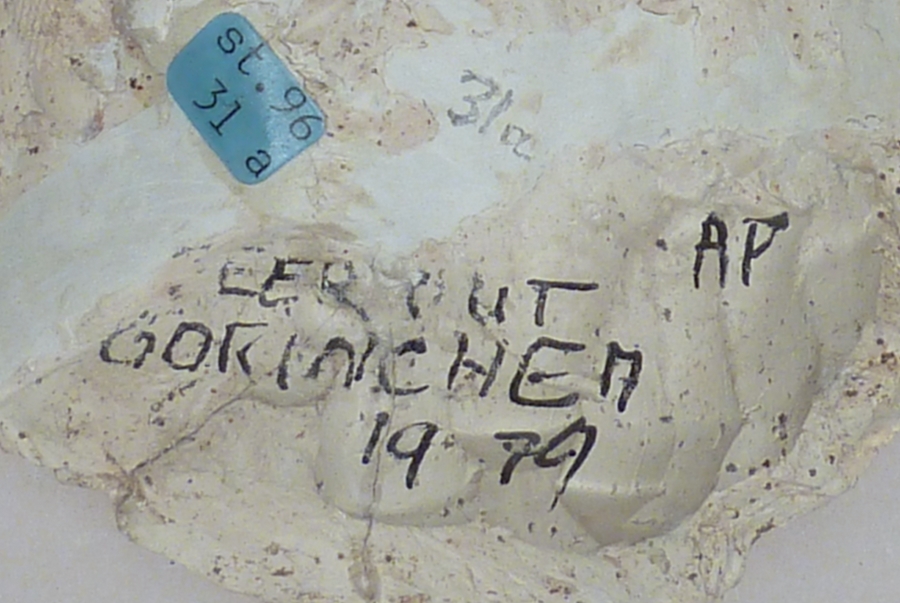 st.96
31
a
31a
AP
GORINCHEM
1979